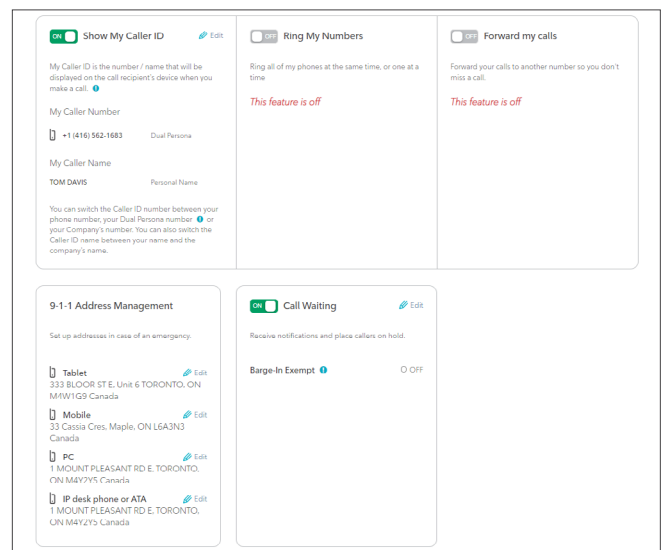 ON Show My Caller ID Edit
My Caller ID is the number / name that will be
displayed on the call recipient's device when you
make a call.
My Caller Number
+1 (416) 562-1683 Dual Persona
My Caller Name
TOM DAVIS Personal Name
You can switch the Caller ID number between your
phone number, your Dual Persona number or
your Company's number. You can also switch the
Caller ID name between your name and the
company's name.
OFF Ring My Numbers
Ring all of my phones at the same time, or one at a
time
This feature is off
OFF Forward my calls
Forward your calls to another number so you don't
miss a call.
This feature is off
9-1-1 Address Management
Set up addresses in case of an emergency.
Tablet Edit
333 BLOOR ST E, Unit 6 TORONTO, ON
M4W1G9 Canada
Mobile Edit
33 Cassia Cres, Maple, ON L6A3N3
Canada
PC Edit
1 MOUNT PLEASANT RD E, TORONTO,
ON M4Y2Y5 Canada
IP desk phone or ATA Edit
1 MOUNT PLEASANT RD E, TORONTO,
ON M4Y2Y5 Canada
ON Call Waiting Edit
Receive notifications and place callers on hold.
Barge-In Exempt OFF